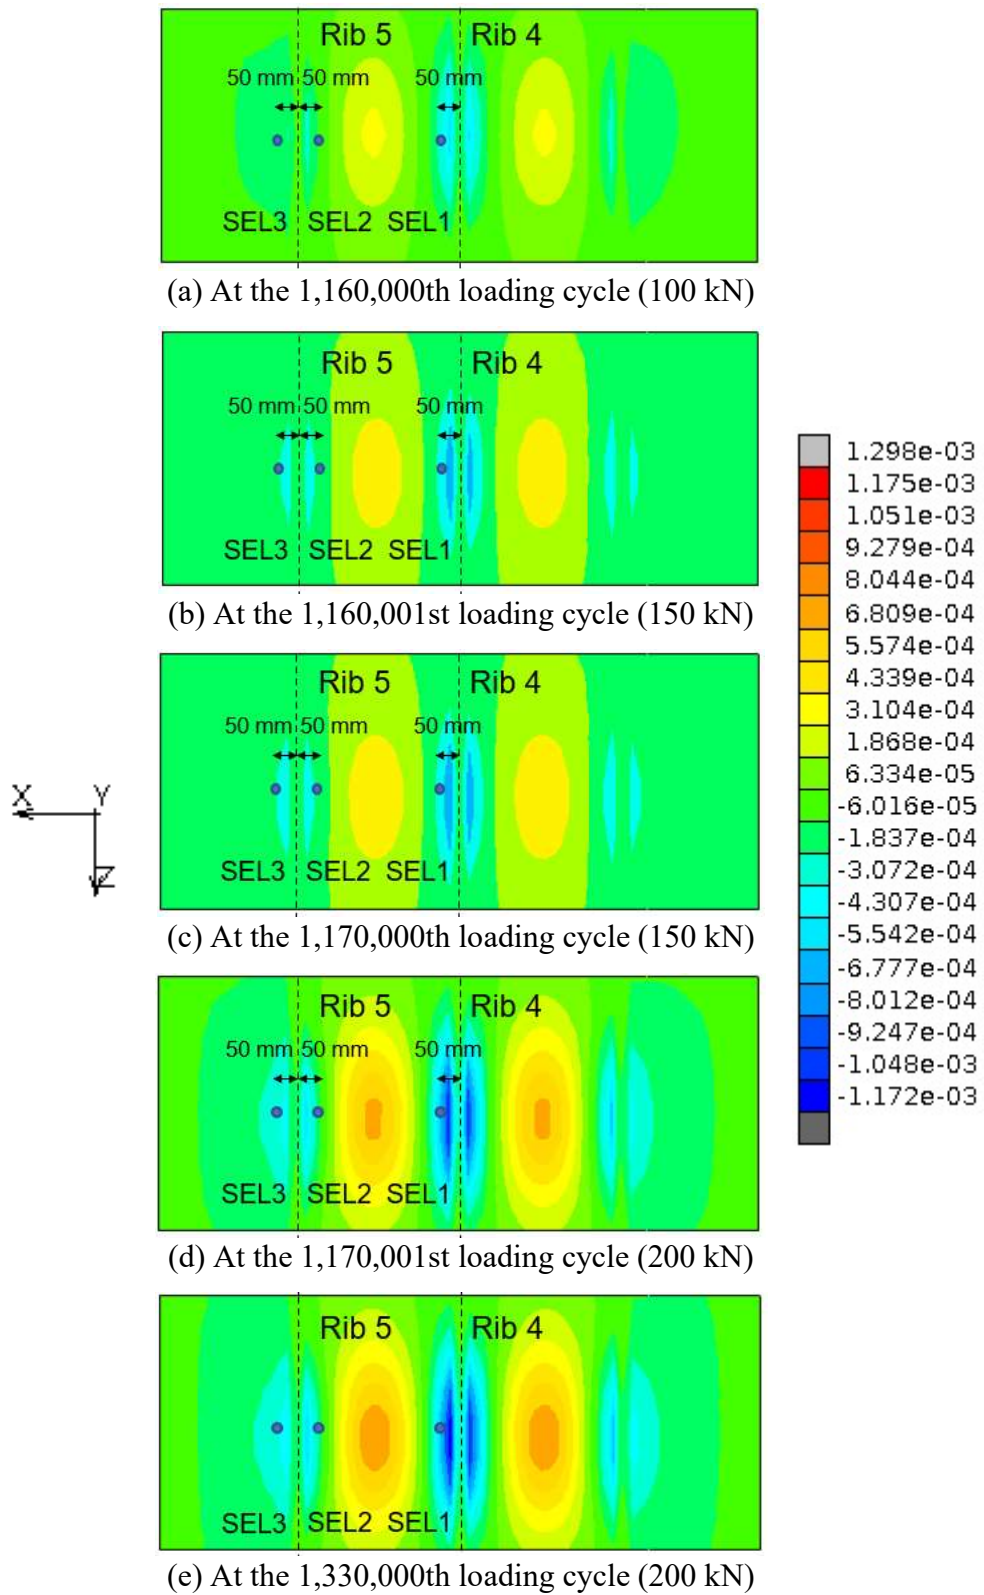 Rib 5 Rib 4
50 mm 50 mm 50 mm
SEL3 SEL2 SEL1
(a) At the 1,160,000th loading cycle (100 kN)
Rib 5 Rib 4
50 mm 50 mm 50 mm
SEL3 SEL2 SEL1
(b) At the 1,160,001st loading cycle (150 kN)
Rib 5 Rib 4
50 mm 50 mm 50 mm
SEL3 SEL2 SEL1
(c) At the 1,170,000th loading cycle (150 kN)
Rib 5 Rib 4
50 mm 50 mm 50 mm
SEL3 SEL2 SEL1
(d) At the 1,170,001st loading cycle (200 kN)
Rib 5 Rib 4
SEL3 SEL2 SEL1
(e) At the 1,330,000th loading cycle (200 kN)
X Y
Z
1.298e-03
1.175e-03
1.051e-03
9.279e-04
8.044e-04
6.809e-04
5.574e-04
4.339e-04
3.104e-04
1.868e-04
6.334e-05
-6.016e-05
-1.837e-04
-3.072e-04
-4.307e-04
-5.542e-04
-6.777e-04
-8.012e-04
-9.247e-04
-1.048e-03
-1.172e-03